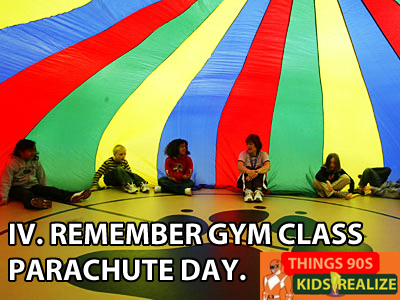 IV. REMEMBER GYM CLASS
PARACHUTE DAY.
THINGS 90S
KIDS REALIZE